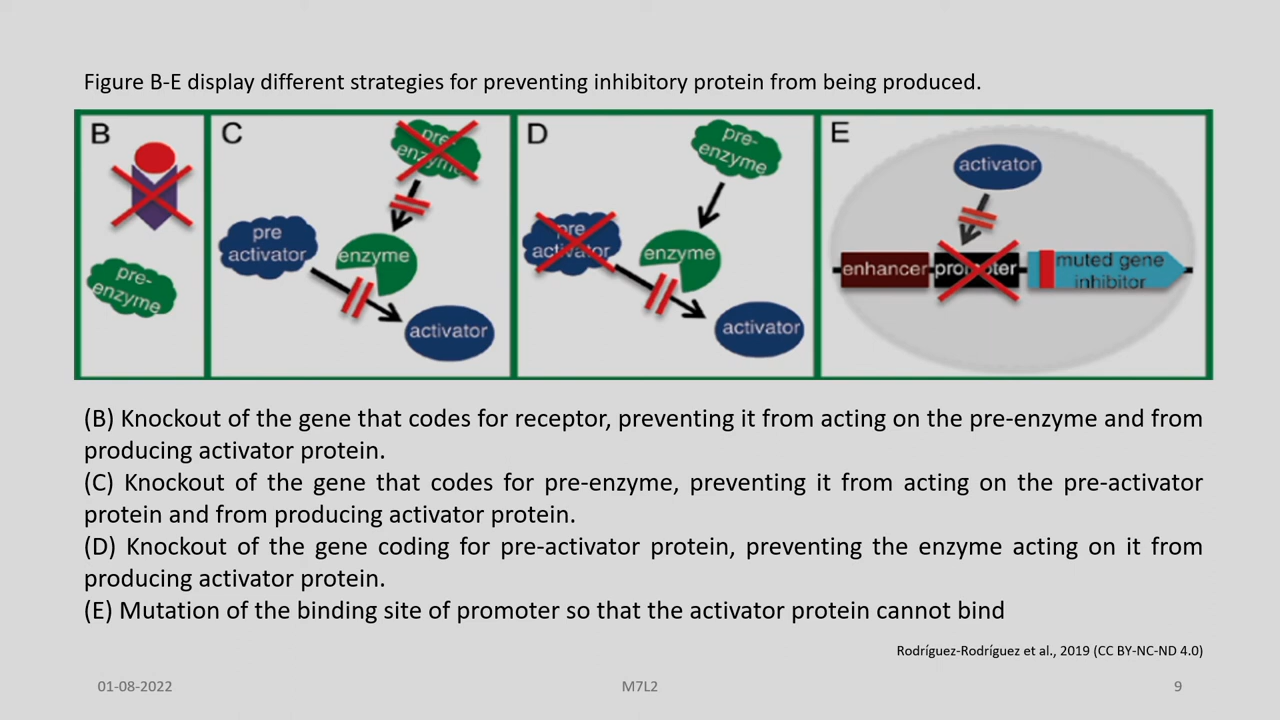 Figure B-E display different strategies for preventing inhibitory protein from being produced.
B
C
D
E
pre-
enzyme
pre-
enzyme
pre
activator
enzyme
activator
pre-
enzyme
pre
activator
enzyme
activator
activator
enhancer
promoter
muted gene
inhibitor
(B) Knockout of the gene that codes for receptor, preventing it from acting on the pre-enzyme and from
producing activator protein.
(C) Knockout of the gene that codes for pre-enzyme, preventing it from acting on the pre-activator
protein and from producing activator protein.
(D) Knockout of the gene coding for pre-activator protein, preventing the enzyme acting on it from
producing activator protein.
(E) Mutation of the binding site of promoter so that the activator protein cannot bind
Rodríguez-Rodríguez et al., 2019 (CC BY-NC-ND 4.0)
01-08-2022
M7L2
9